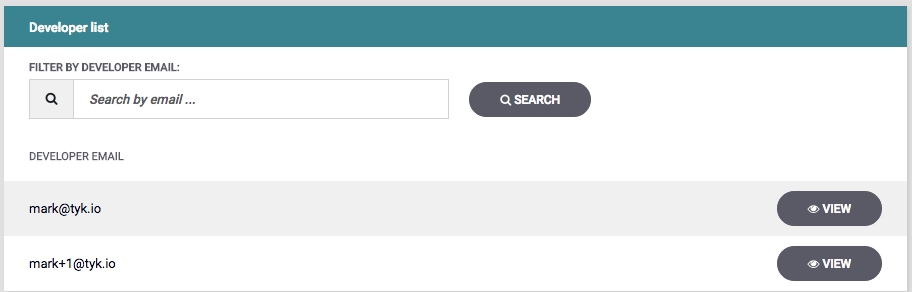 Developer list
FILTER BY DEVELOPER EMAIL:
Search by email ...
SEARCH
DEVELOPER EMAIL
mark@tyk.io
VIEW
mark+1@tyk.io
VIEW